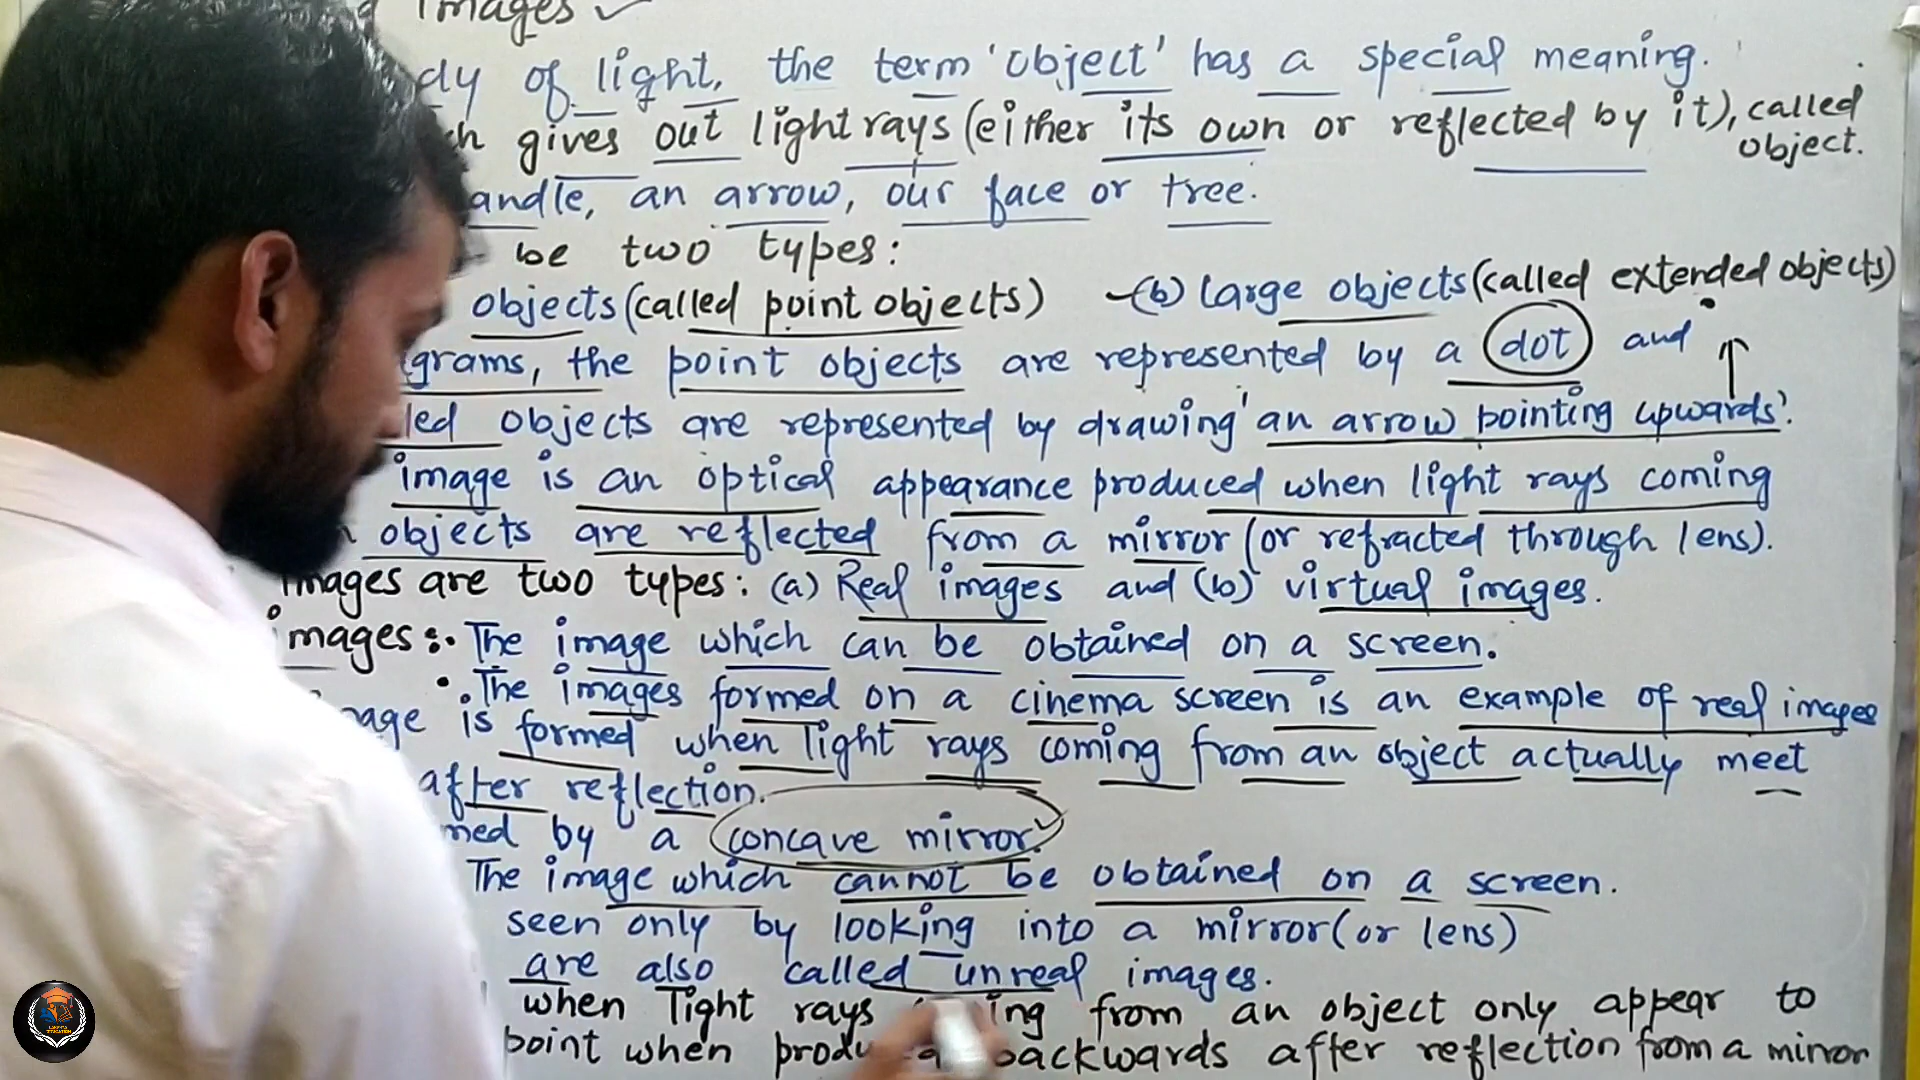 Images
of light, the term 'object' has a special meaning.
gives out light rays (either its own or reflected by it), called object.
andle, an arrow, our face or tree.
be two types:
objects (called point objects) (b) Large objects (called extended objects)
grams, the point objects are represented by a dot and
led objects are represented by drawing 'an arrow pointing upwards'.
image is an optical appearance produced when light rays coming
objects are reflected from a mirror (or refracted through lens).
images are two types: (a) Real images and (b) virtual images.
images: • The image which can be obtained on a screen.
• The images formed on a cinema screen is an example of real images
is formed when light rays coming from an object actually meet
after reflection.
med by a concave mirror.
The image which cannot be obtained on a screen.
seen only by looking into a mirror (or lens)
are also called unreal images.
when light rays ing from an object only appear to
point when backwards after reflection from a mirror